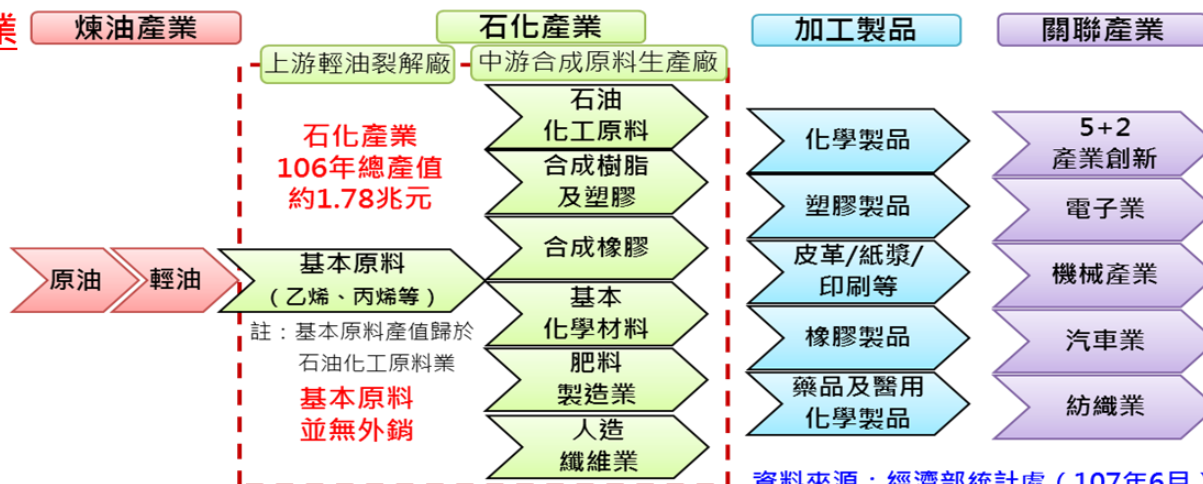 業
煉油產業
石化產業
加工製品
關聯產業
上游輕油裂解廠
中游合成原料生產廠
石化產業
106年總產值
約1.78兆元
原油
輕油
基本原料
（乙烯、丙烯等）
註：基本原料產值歸於
石油化工原料業
基本原料
並無外銷
石油
化工原料
合成樹脂
及塑膠
合成橡膠
基本
化學材料
肥料
製造業
人造
纖維業
化學製品
塑膠製品
皮革/紙漿/
印刷等
橡膠製品
藥品及醫用
化學製品
5+2
產業創新
電子業
機械產業
汽車業
紡織業
資料來源：經濟部統計處（107年6月）